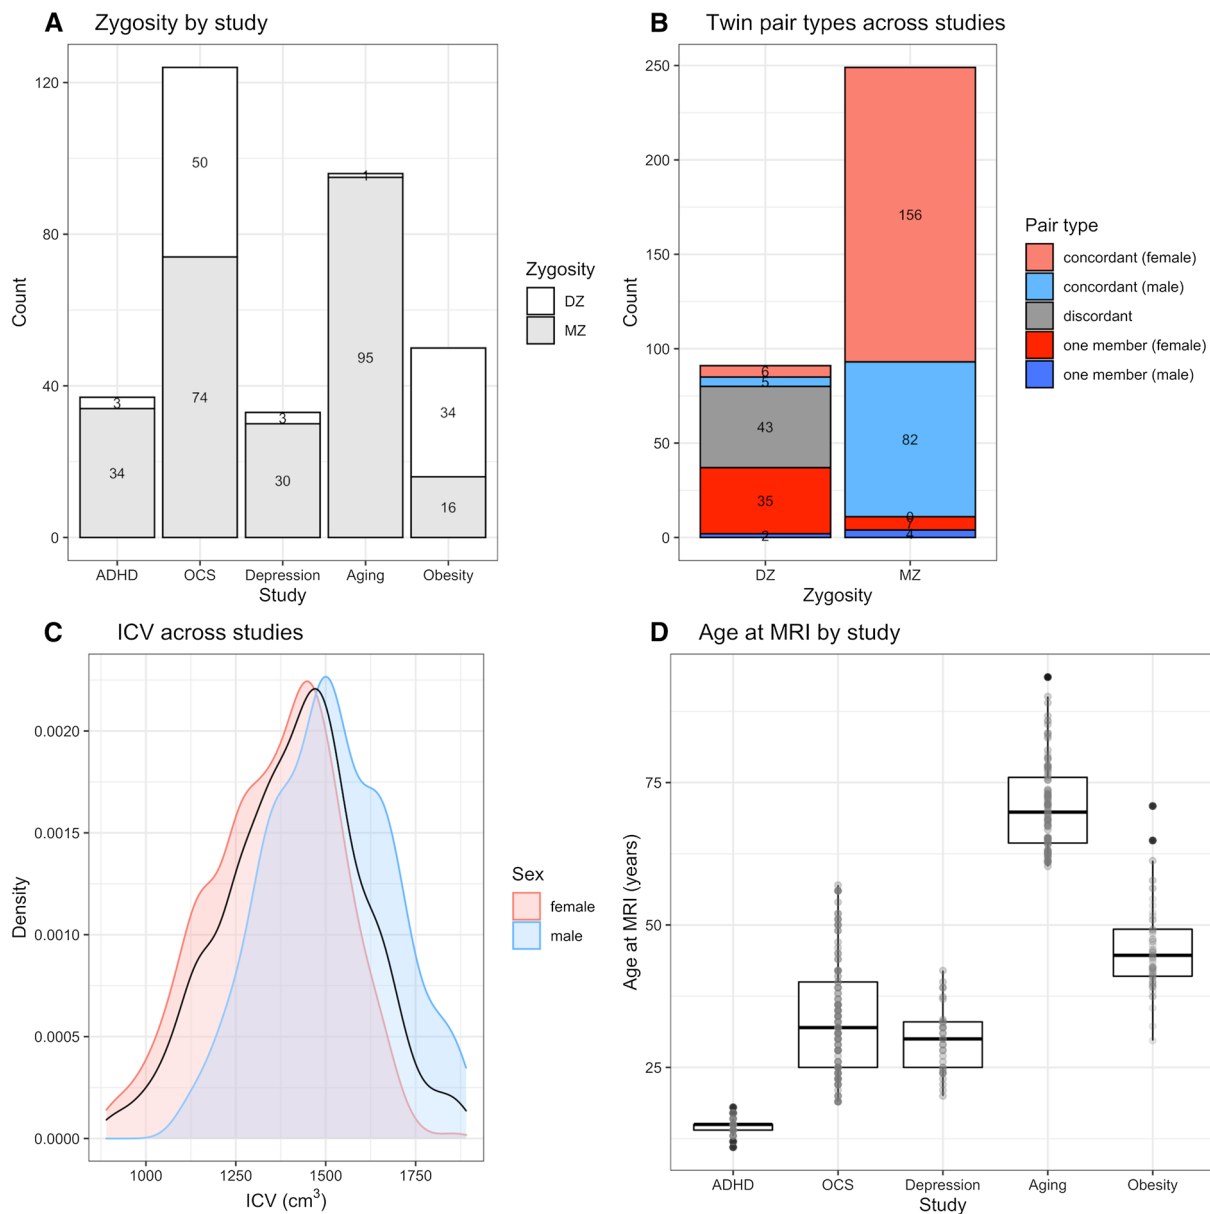 A Zygosity by study
120
80
40
0
Count
50
74
3
34
3
30
1
95
34
16
ADHD OCS Depression Aging Obesity
Study
Zygosity
DZ
MZ
B Twin pair types across studies
250
200
150
100
50
0
Count
6
5
43
35
2
156
82
0
7
4
DZ MZ
Zygosity
Pair type
concordant (female)
concordant (male)
discordant
one member (female)
one member (male)
C ICV across studies
0.0020
0.0015
0.0010
0.0005
0.0000
Density
1000 1250 1500 1750
ICV (cm³)
Sex
female
male
D Age at MRI by study
75
50
25
Age at MRI (years)
ADHD OCS Depression Aging Obesity
Study